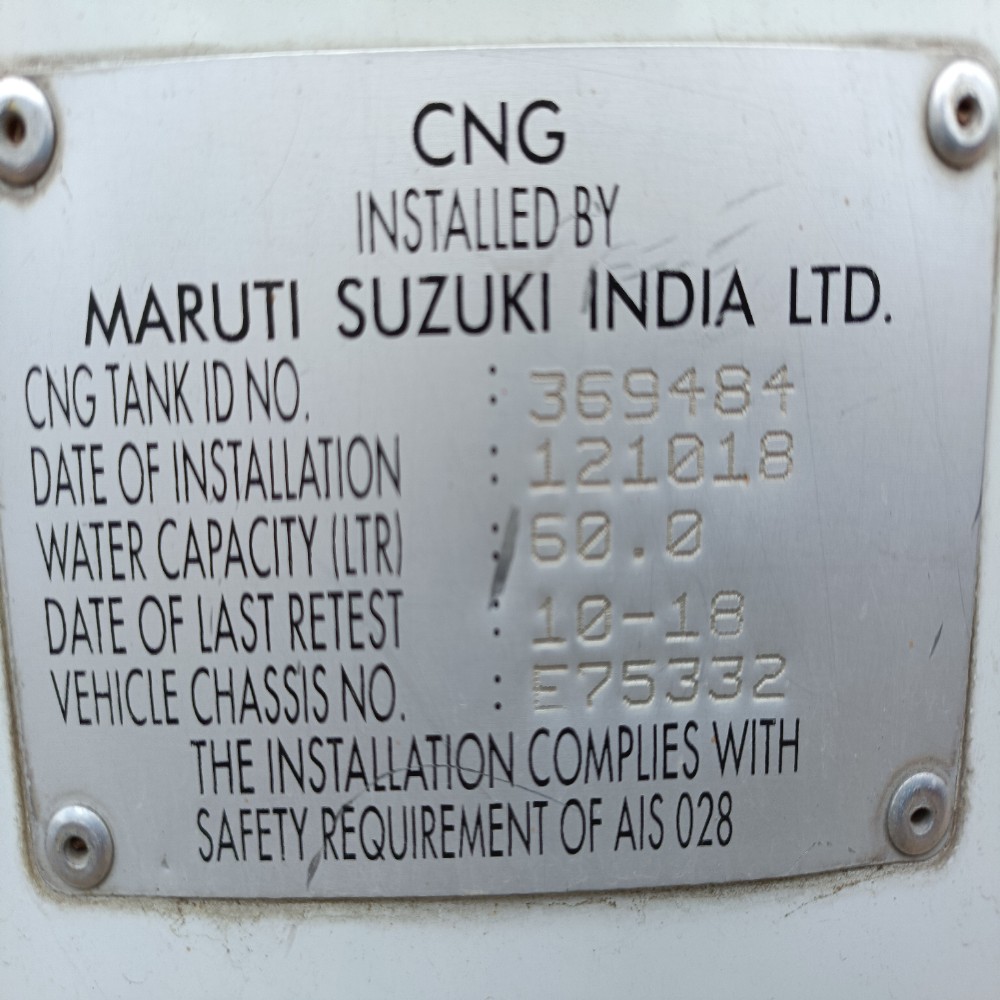 CNG
INSTALLED BY
MARUTI SUZUKI INDIA LTD.
CNG TANK ID NO. : 369484
DATE OF INSTALLATION : 121018
WATER CAPACITY (LTR) : 60.0
DATE OF LAST RETEST : 10-18
VEHICLE CHASSIS NO. : E75332
THE INSTALLATION COMPLIES WITH
SAFETY REQUIREMENT OF AIS 028